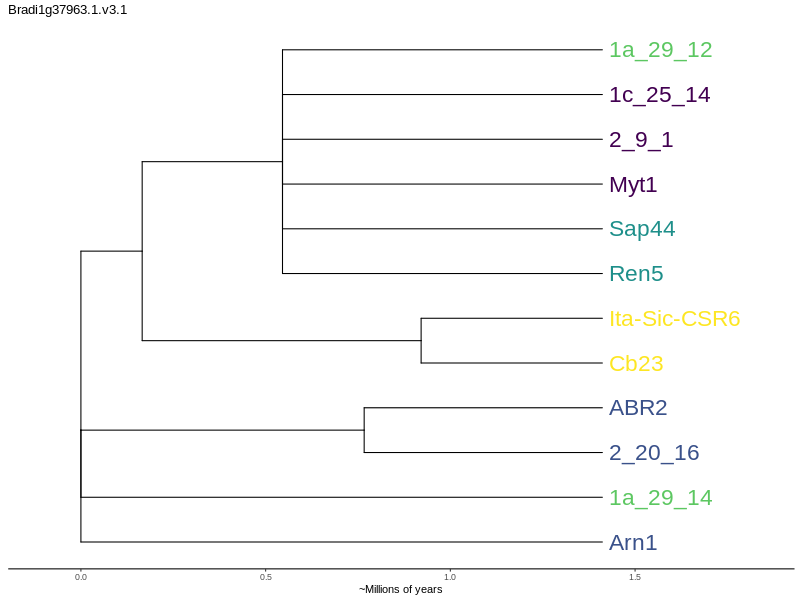 Bradi1g37963.1.v3.1
1a_29_12
1c_25_14
2_9_1
Myt1
Sap44
Ren5
Ita-Sic-CSR6
Cb23
ABR2
2_20_16
1a_29_14
Arn1
0.0 0.5 1.0 1.5
~Millions of years